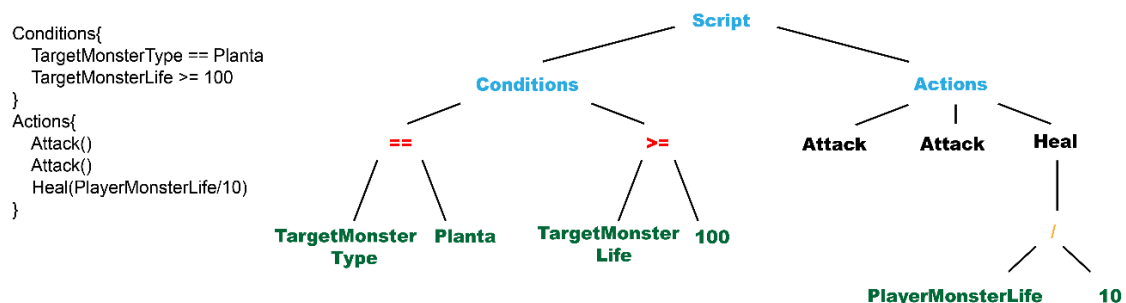 Conditions{
TargetMonsterType == Planta
TargetMonsterLife >= 100
}
Actions{
Attack()
Attack()
Heal(PlayerMonsterLife/10)
}
Script
Conditions
Actions
==
>=
Attack
Attack
Heal
TargetMonster
Type
Planta
TargetMonster
Life
100
/
PlayerMonsterLife
10